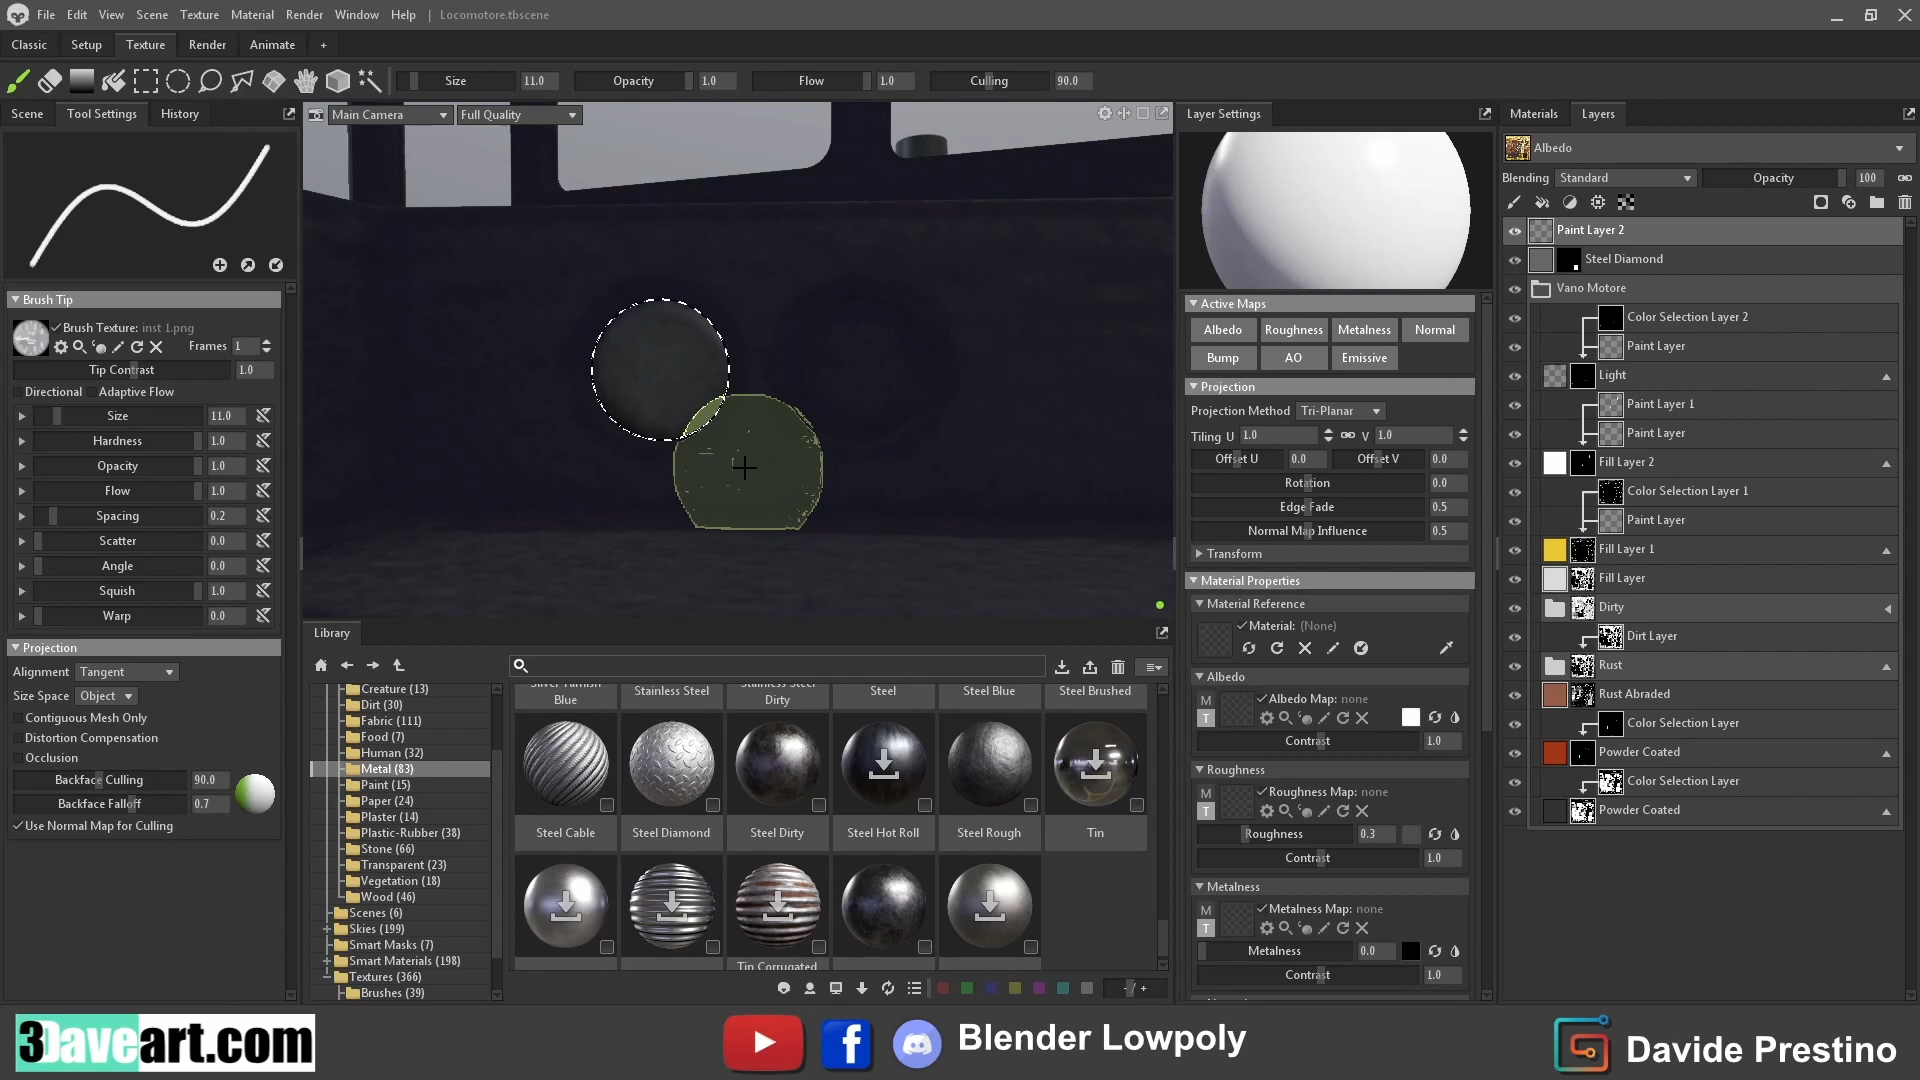 File Edit View Scene Texture Material Render Window Help | Locomotore.tbscene
Classic Setup Texture Render Animate +
Size 11.0 Opacity 1.0 Flow 1.0 Culling 90.0
Scene Tool Settings History
Main Camera Full Quality
Layer Settings
Materials Layers
Albedo
Blending Standard Opacity 100
Brush Tip
Brush Texture: inst 1.png
Frames 1
Tip Contrast 1.0
Directional Adaptive Flow
Size 11.0
Hardness 1.0
Opacity 1.0
Flow 1.0
Spacing 0.2
Scatter 0.0
Angle 0.0
Squish 1.0
Warp 0.0
Projection
Alignment Tangent
Size Space Object
Contiguous Mesh Only
Distortion Compensation
Occlusion
Backface Culling 90.0
Backface Falloff 0.7
Use Normal Map for Culling
Library
Creature (13)
Dirt (30)
Fabric (111)
Food (7)
Human (32)
Metal (83)
Paint (15)
Paper (24)
Plaster (14)
Plastic-Rubber (38)
Stone (66)
Transparent (23)
Vegetation (18)
Wood (46)
Scenes (6)
Skies (199)
Smart Masks (7)
Smart Materials (198)
Textures (366)
Brushes (39)
Silver Tarnish Blue
Stainless Steel
Stainless Steel Dirty
Steel
Steel Blue
Steel Brushed
Steel Cable
Steel Diamond
Steel Dirty
Steel Hot Roll
Steel Rough
Tin
Tin Corrugated
- / +
Active Maps
Albedo Roughness Metalness Normal
Bump AO Emissive
Projection
Projection Method Tri-Planar
Tiling U 1.0 V 1.0
Offset U 0.0 Offset V 0.0
Rotation 0.0
Edge Fade 0.5
Normal Map Influence 0.5
Transform
Material Properties
Material Reference
Material: (None)
Albedo
M
T
Albedo Map: none
Contrast 1.0
Roughness
M
T
Roughness Map: none
Roughness 0.3
Contrast 1.0
Metalness
M
T
Metalness Map: none
Metalness 0.0
Contrast 1.0
Paint Layer 2
Steel Diamond
Vano Motore
Color Selection Layer 2
Paint Layer
Light
Paint Layer 1
Paint Layer
Fill Layer 2
Color Selection Layer 1
Paint Layer
Fill Layer 1
Fill Layer
Dirty
Dirt Layer
Rust
Rust Abraded
Color Selection Layer
Powder Coated
Color Selection Layer
Powder Coated
3Daveart.com
Blender Lowpoly
Davide Prestino